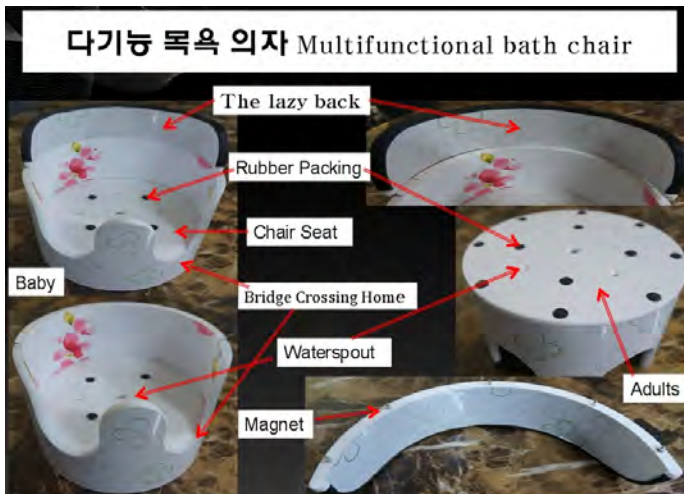 다기능 목욕 의자 Multifunctional bath chair
The lazy back
Rubber Packing
Chair Seat
Baby
Bridge Crossing Home
Waterspout
Adults
Magnet